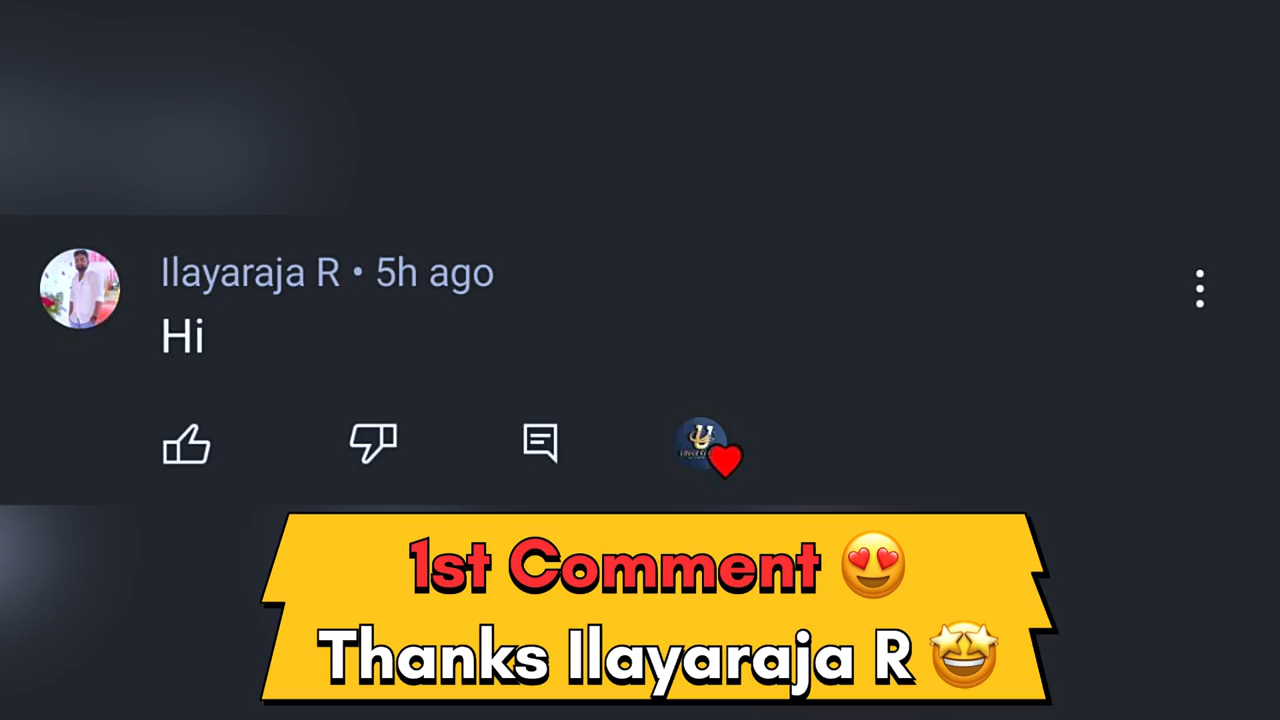 Ilayaraja R • 5h ago
Hi
1st Comment 😍
Thanks Ilayaraja R 🤩